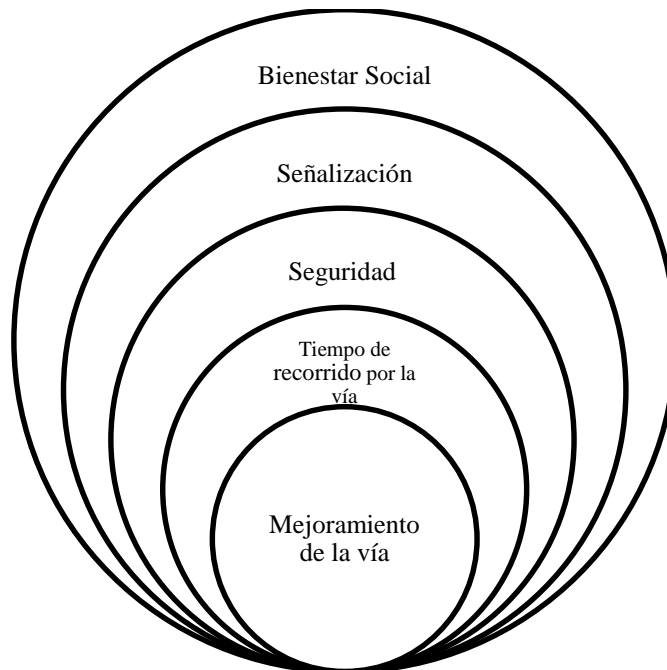 Bienestar Social
Señalización
Seguridad
Tiempo de
recorrido por la
vía
Mejoramiento
de la vía